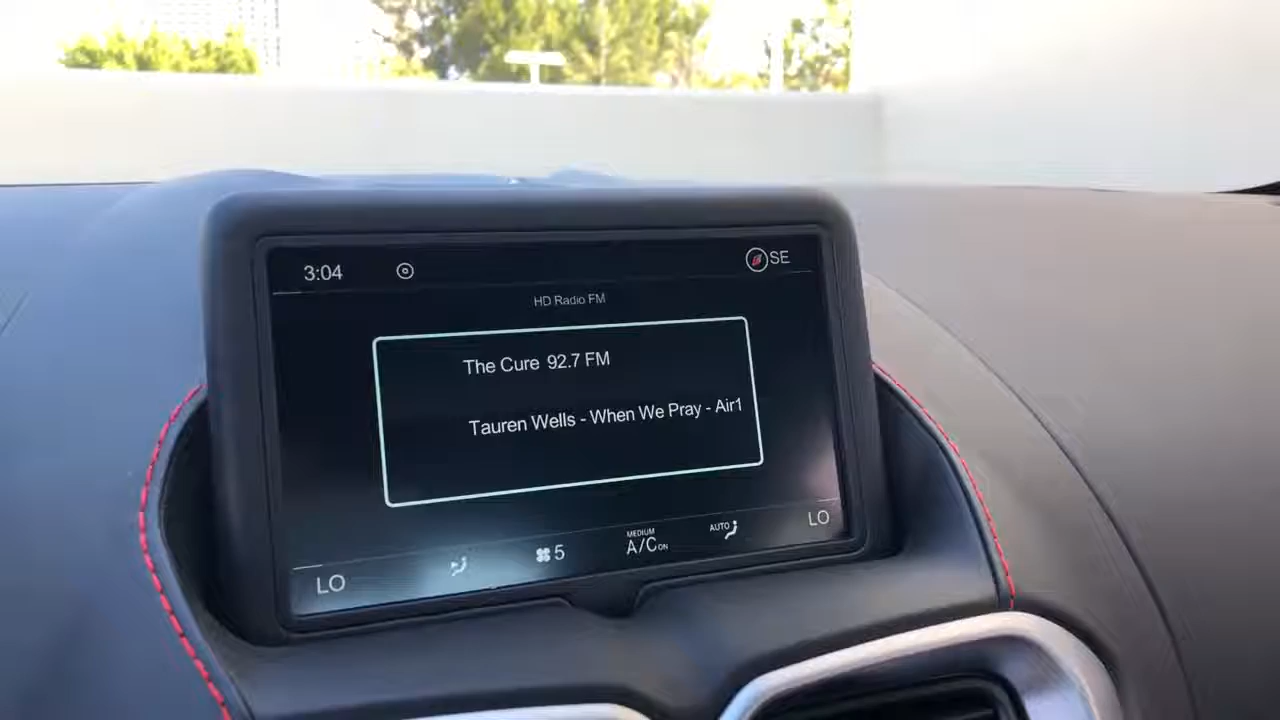 3:04
SE
HD Radio FM
The Cure 92.7 FM
Tauren Wells - When We Pray - Air1
LO
5
MEDIUM
A/C ON
AUTO
LO